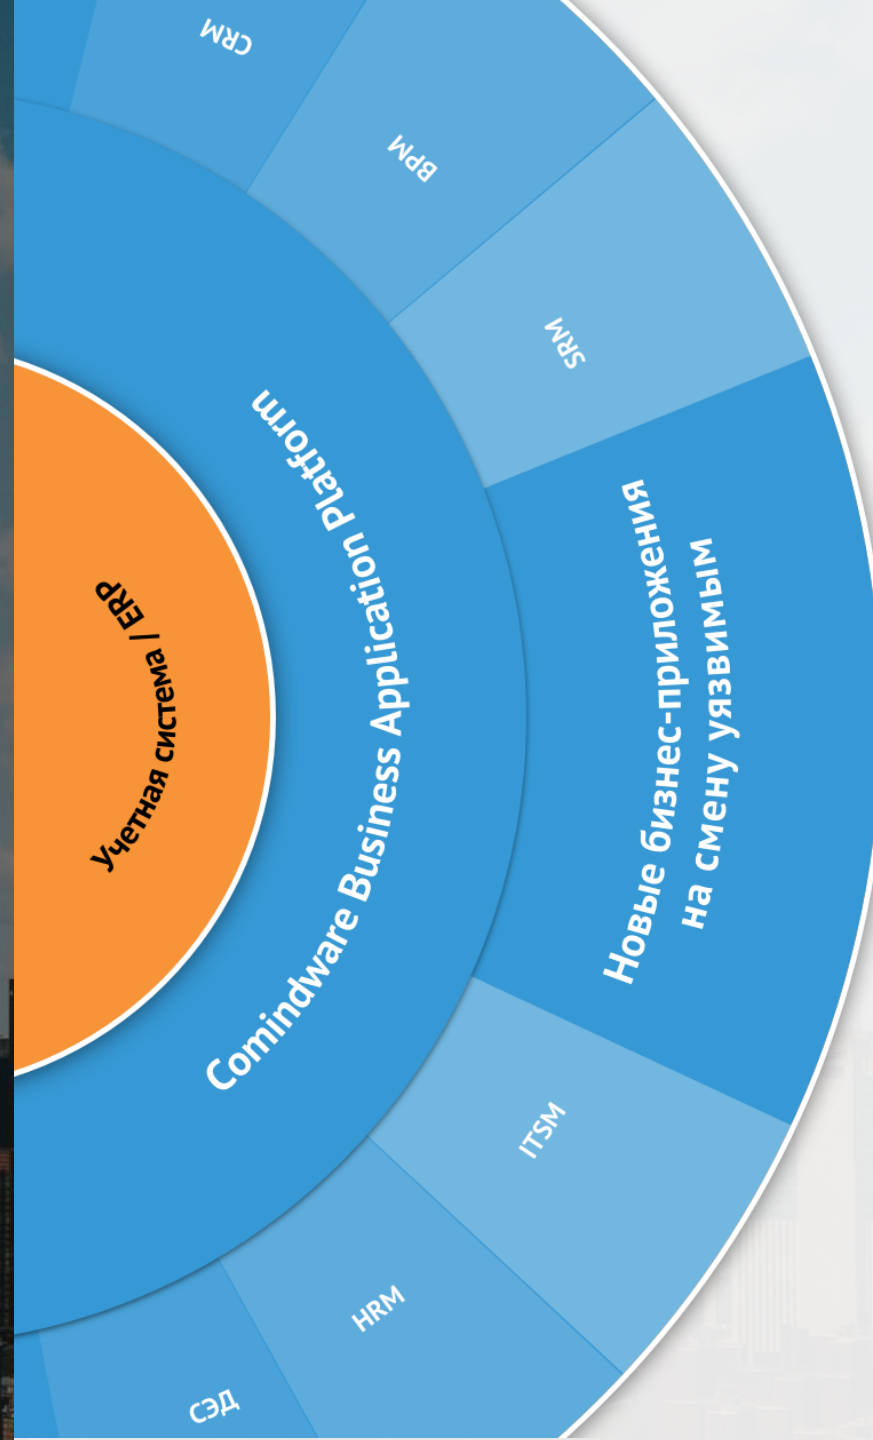 CRM
BPM
SRM
Учетная система / ERP
Comindware Business Application Platform
Новые бизнес-приложения
на смену уязвимым
ITSM
HRM
СЭД